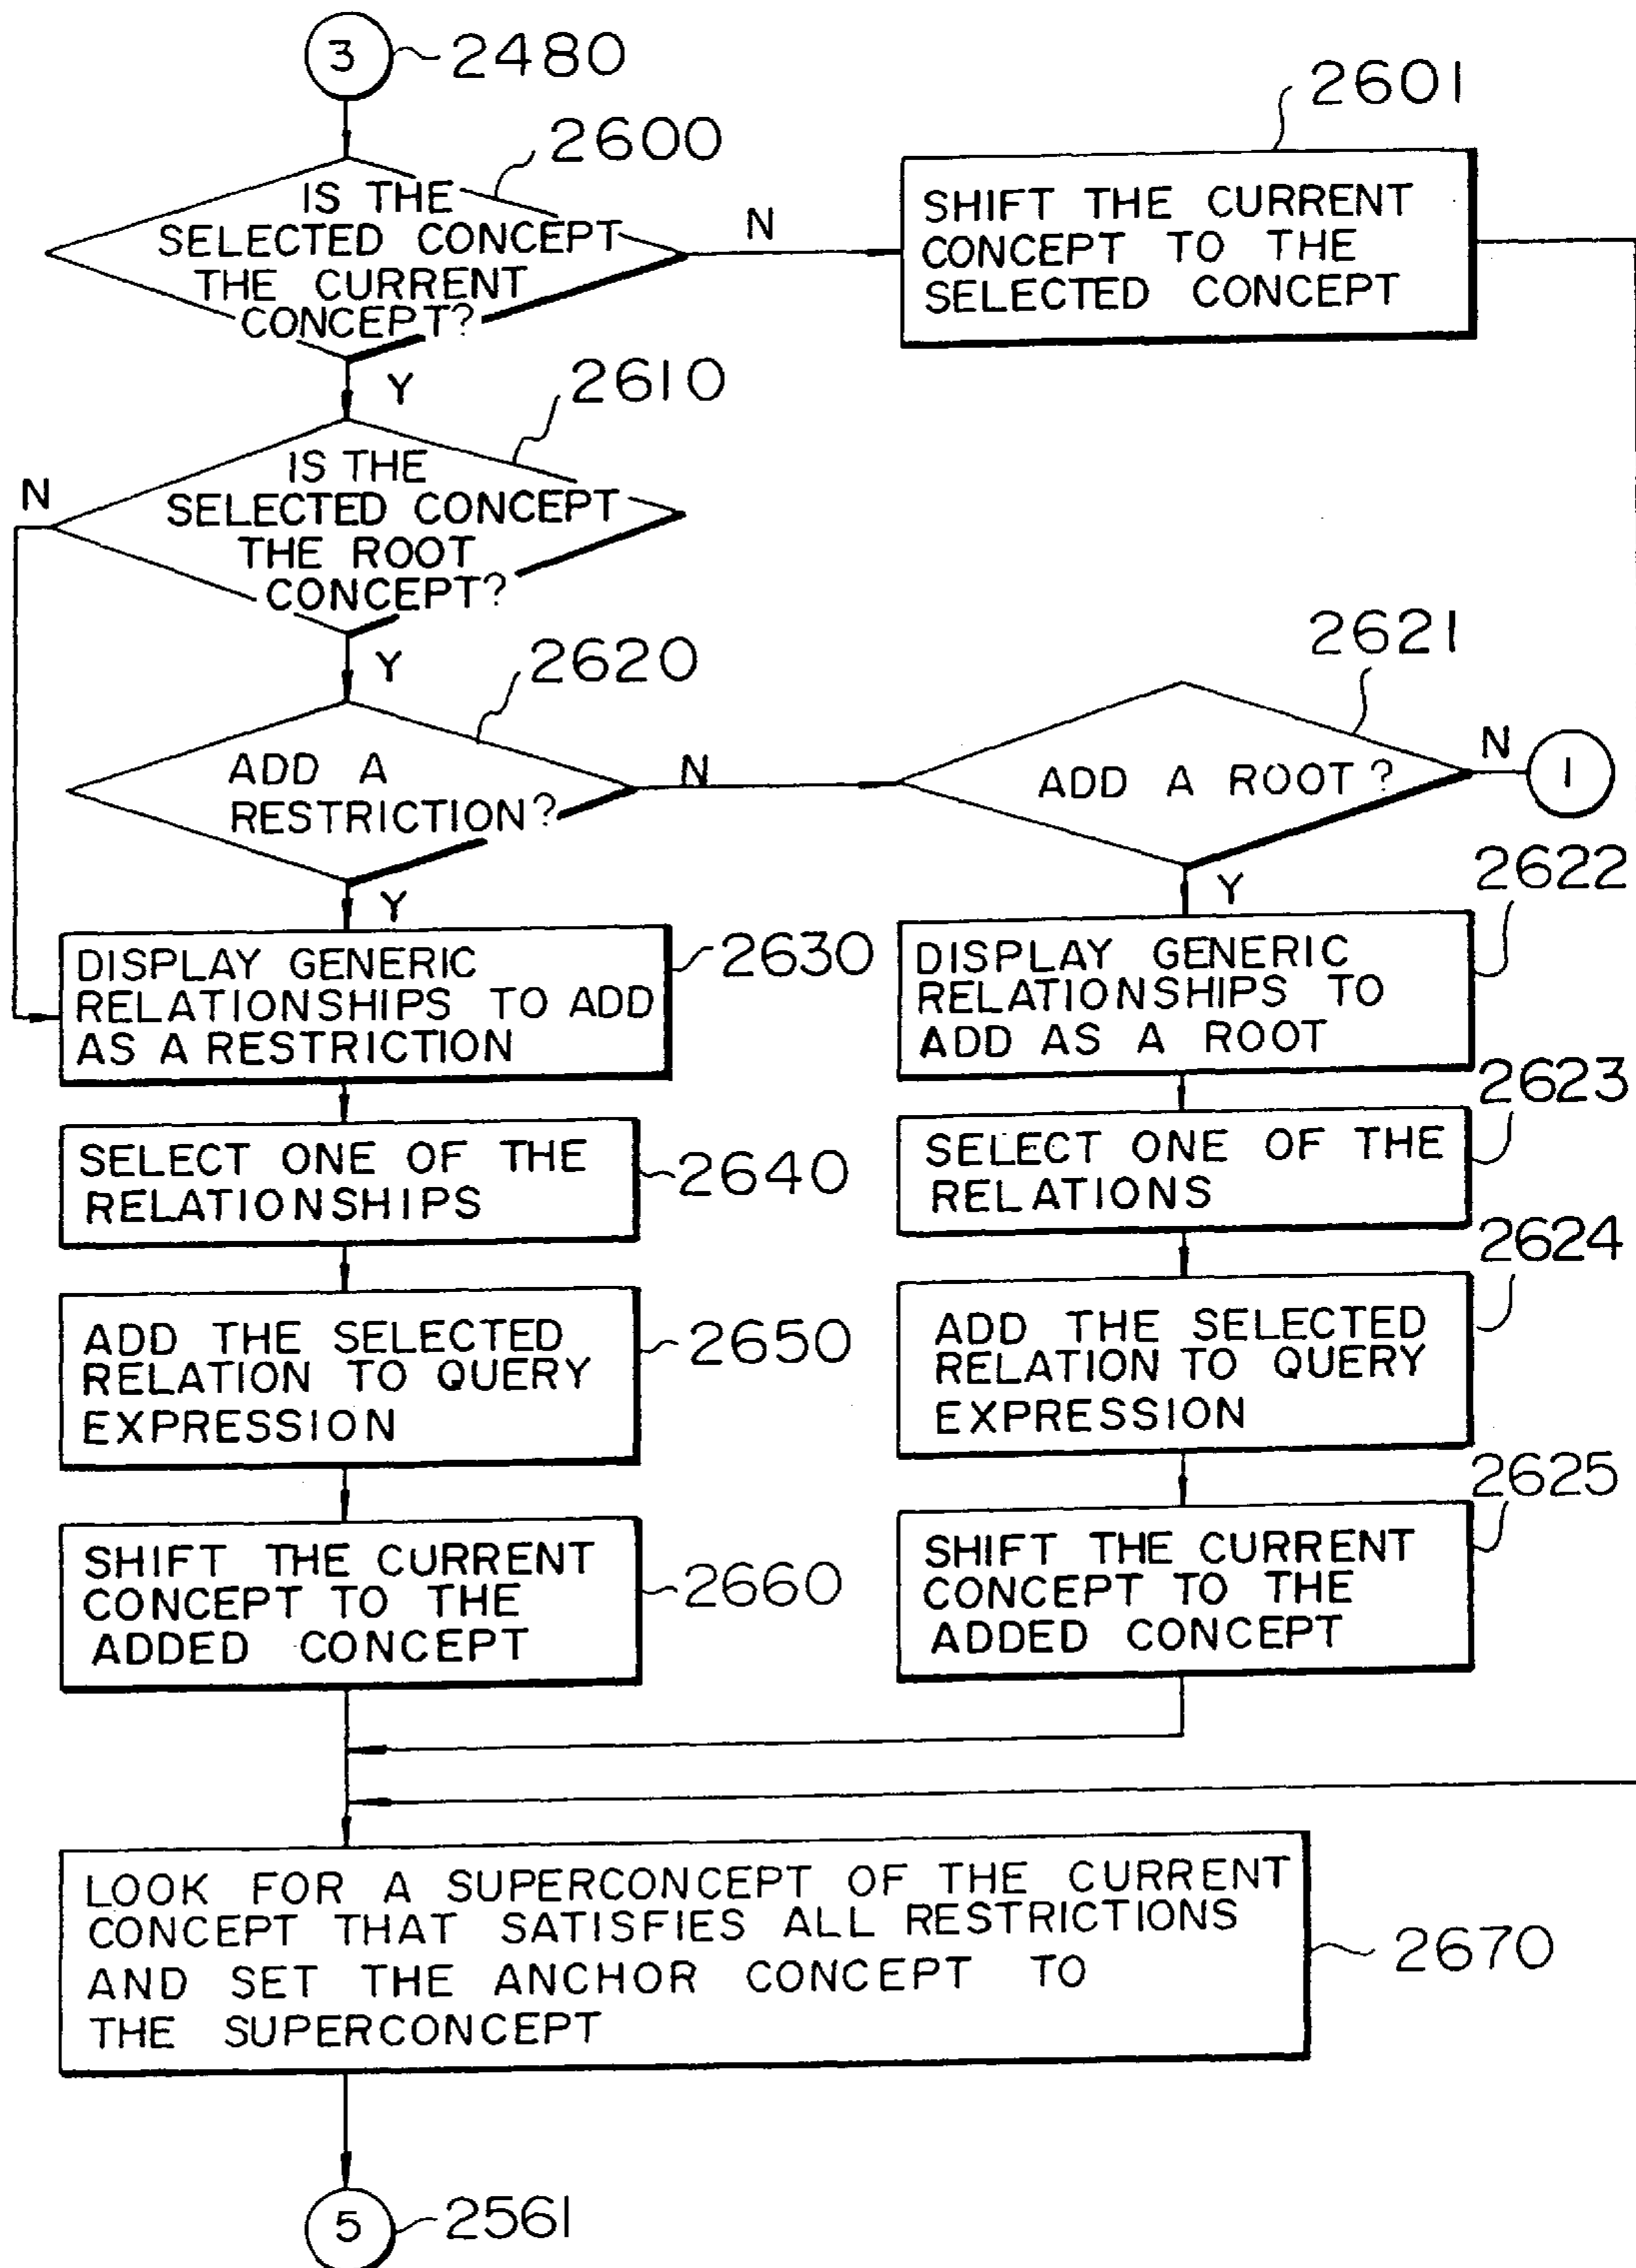 3
2480
2600
2601
IS THE
SELECTED CONCEPT
THE CURRENT
CONCEPT?
N
SHIFT THE CURRENT
CONCEPT TO THE
SELECTED CONCEPT
Y
2610
N
IS THE
SELECTED CONCEPT
THE ROOT
CONCEPT?
Y
2620
2621
ADD A
RESTRICTION?
N
ADD A ROOT?
N
1
Y
Y
2622
DISPLAY GENERIC
RELATIONSHIPS TO ADD
AS A RESTRICTION
2630
DISPLAY GENERIC
RELATIONSHIPS TO
ADD AS A ROOT
2623
SELECT ONE OF THE
RELATIONSHIPS
2640
SELECT ONE OF THE
RELATIONS
2624
ADD THE SELECTED
RELATION TO QUERY
EXPRESSION
2650
ADD THE SELECTED
RELATION TO QUERY
EXPRESSION
2625
SHIFT THE CURRENT
CONCEPT TO THE
ADDED CONCEPT
2660
SHIFT THE CURRENT
CONCEPT TO THE
ADDED CONCEPT
LOOK FOR A SUPERCONCEPT OF THE CURRENT
CONCEPT THAT SATISFIES ALL RESTRICTIONS
AND SET THE ANCHOR CONCEPT TO
THE SUPERCONCEPT
2670
5
2561